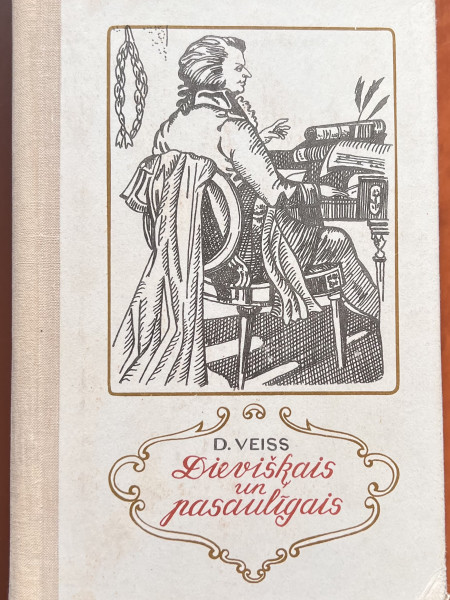 D. VEISS
Dievišķais
un
pasaulīgais